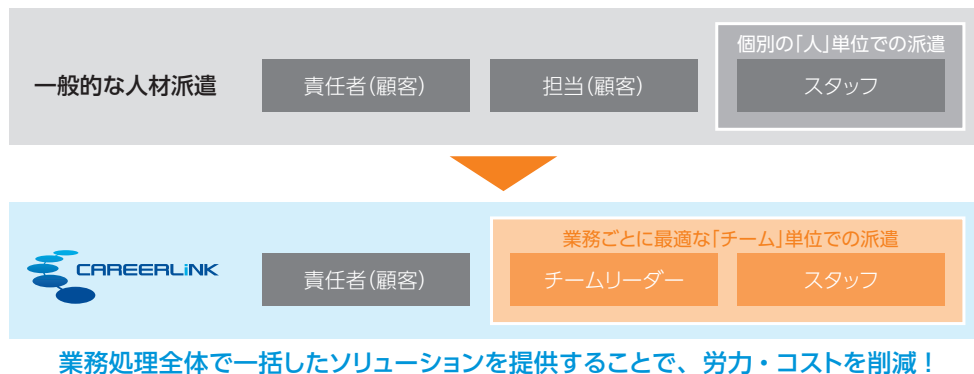 個別の「人」単位での派遣
一般的な人材派遣
責任者(顧客)
担当(顧客)
スタッフ
業務ごとに最適な「チーム」単位での派遣
CAREERLiNK
責任者(顧客)
チームリーダー
スタッフ
業務処理全体で一括したソリューションを提供することで、労力・コストを削減!